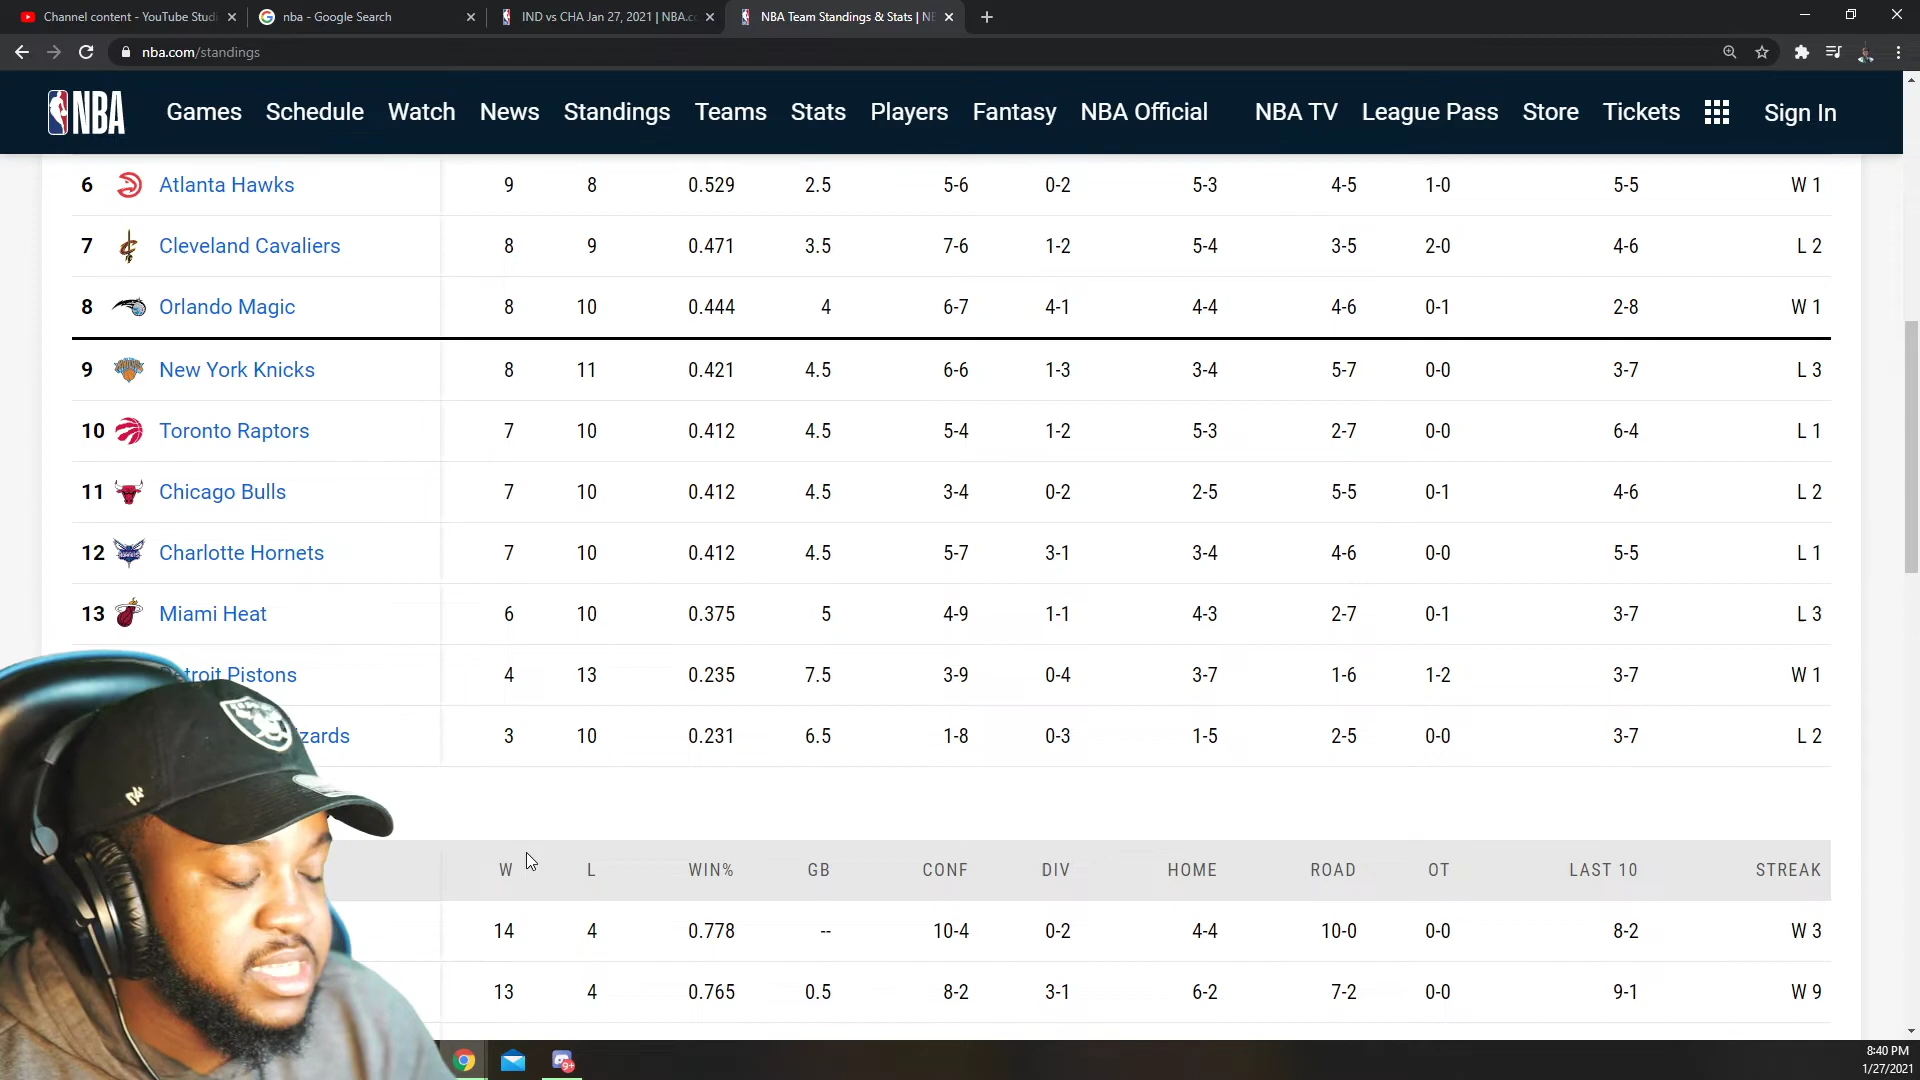 Channel content - YouTube Studi
nba - Google Search
IND vs CHA Jan 27, 2021 | NBA.c
NBA Team Standings & Stats | N
nba.com/standings
NBA Games Schedule Watch News Standings Teams Stats Players Fantasy NBA Official NBA TV League Pass Store Tickets Sign In
6 Atlanta Hawks 9 8 0.529 2.5 5-6 0-2 5-3 4-5 1-0 5-5 W 1
7 Cleveland Cavaliers 8 9 0.471 3.5 7-6 1-2 5-4 3-5 2-0 4-6 L 2
8 Orlando Magic 8 10 0.444 4 6-7 4-1 4-4 4-6 0-1 2-8 W 1
9 New York Knicks 8 11 0.421 4.5 6-6 1-3 3-4 5-7 0-0 3-7 L 3
10 Toronto Raptors 7 10 0.412 4.5 5-4 1-2 5-3 2-7 0-0 6-4 L 1
11 Chicago Bulls 7 10 0.412 4.5 3-4 0-2 2-5 5-5 0-1 4-6 L 2
12 Charlotte Hornets 7 10 0.412 4.5 5-7 3-1 3-4 4-6 0-0 5-5 L 1
13 Miami Heat 6 10 0.375 5 4-9 1-1 4-3 2-7 0-1 3-7 L 3
troit Pistons 4 13 0.235 7.5 3-9 0-4 3-7 1-6 1-2 3-7 W 1
zards 3 10 0.231 6.5 1-8 0-3 1-5 2-5 0-0 3-7 L 2
W L WIN% GB CONF DIV HOME ROAD OT LAST 10 STREAK
14 4 0.778 -- 10-4 0-2 4-4 10-0 0-0 8-2 W 3
13 4 0.765 0.5 8-2 3-1 6-2 7-2 0-0 9-1 W 9
9+
8:40 PM
1/27/2021